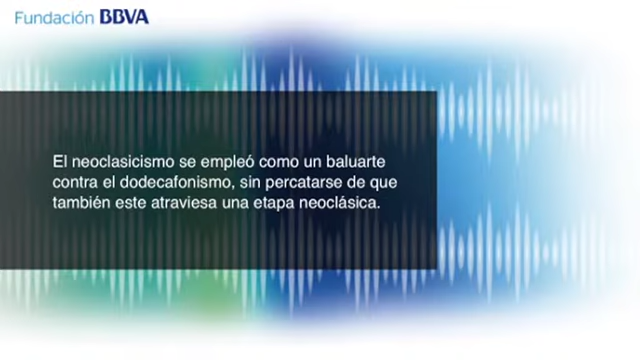 Fundación BBVA
El neoclasicismo se empleó como un baluarte
contra el dodecafonismo, sin percatarse de que
también este atraviesa una etapa neoclásica.